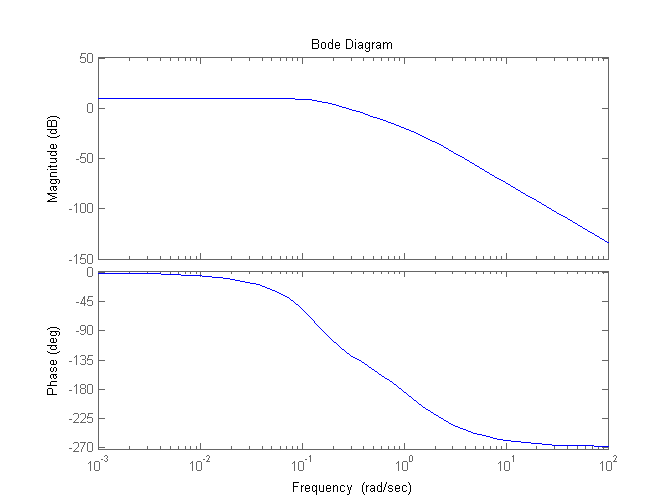 Bode Diagram
50
0
-50
-100
-150
Magnitude (dB)
0
-45
-90
-135
-180
-225
-270
Phase (deg)
10^-3 10^-2 10^-1 10^0 10^1 10^2
Frequency (rad/sec)